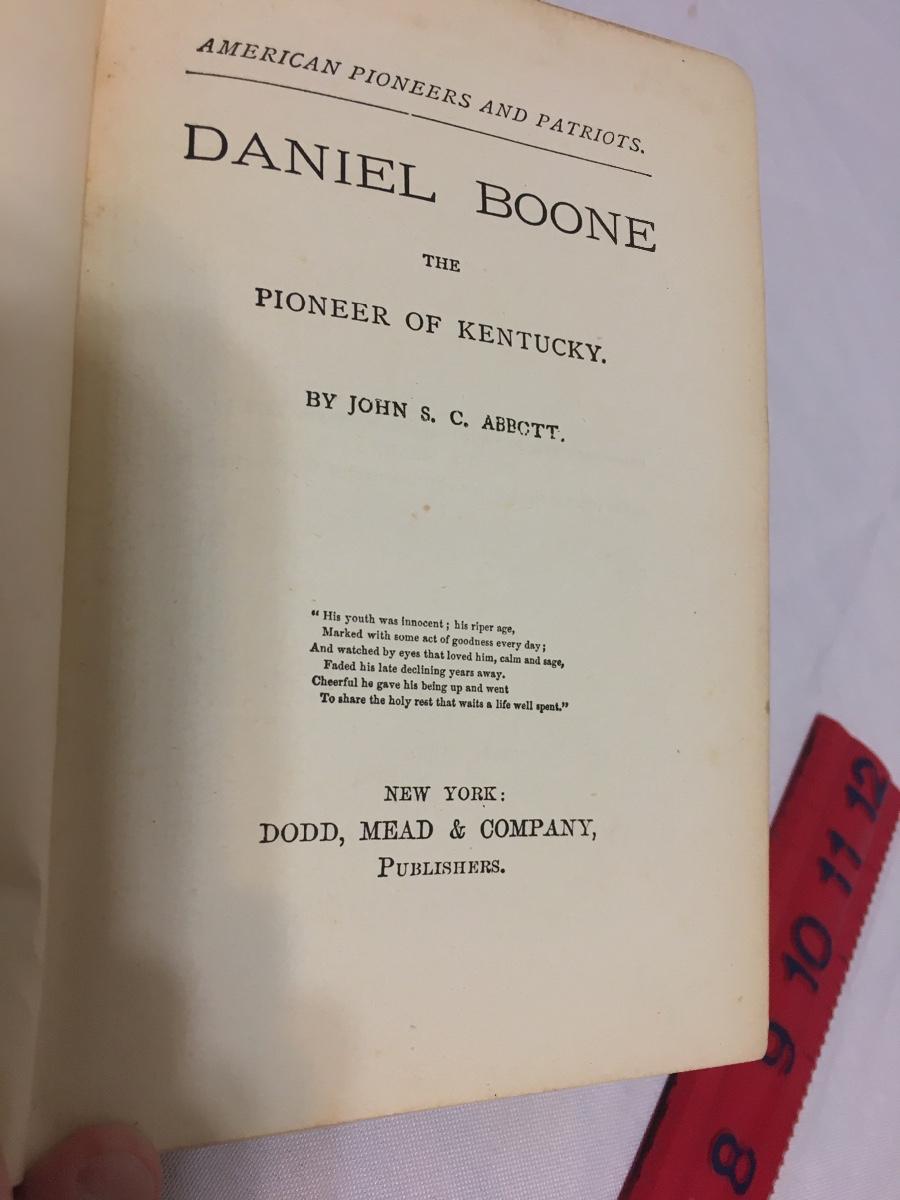 AMERICAN PIONEERS AND PATRIOTS.
DANIEL BOONE
THE
PIONEER OF KENTUCKY.
BY JOHN S. C. ABBOTT.
“ His youth was innocent ; his riper age,
Marked with some act of goodness every day ;
And watched by eyes that loved him, calm and sage,
Faded his late declining years away.
Cheerful he gave his being up and went
To share the holy rest that waits a life well spent.”
NEW YORK:
DODD, MEAD & COMPANY,
PUBLISHERS.
12
11
10
9
8